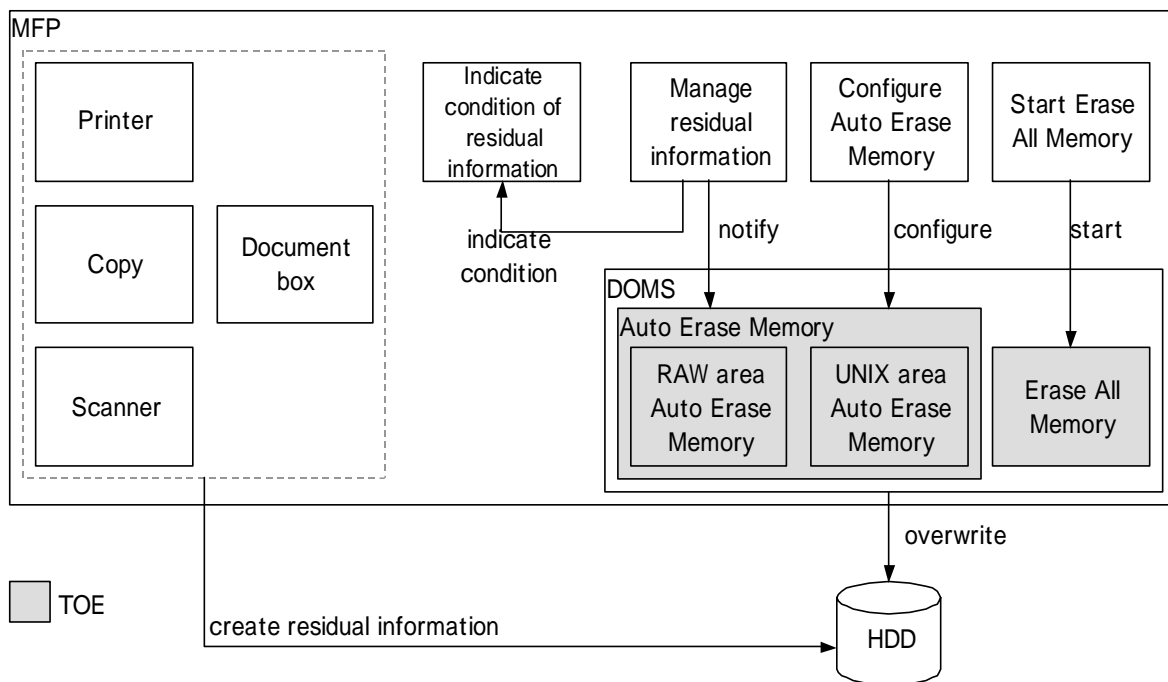 MFP
Printer
Copy
Scanner
Document
box
Indicate
condition of
residual
information
Manage
residual
information
Configure
Auto Erase
Memory
Start Erase
All Memory
indicate
condition
notify
configure
start
DOMS
Auto Erase Memory
RAW area
Auto Erase
Memory
UNIX area
Auto Erase
Memory
Erase All
Memory
overwrite
TOE
create residual information
HDD